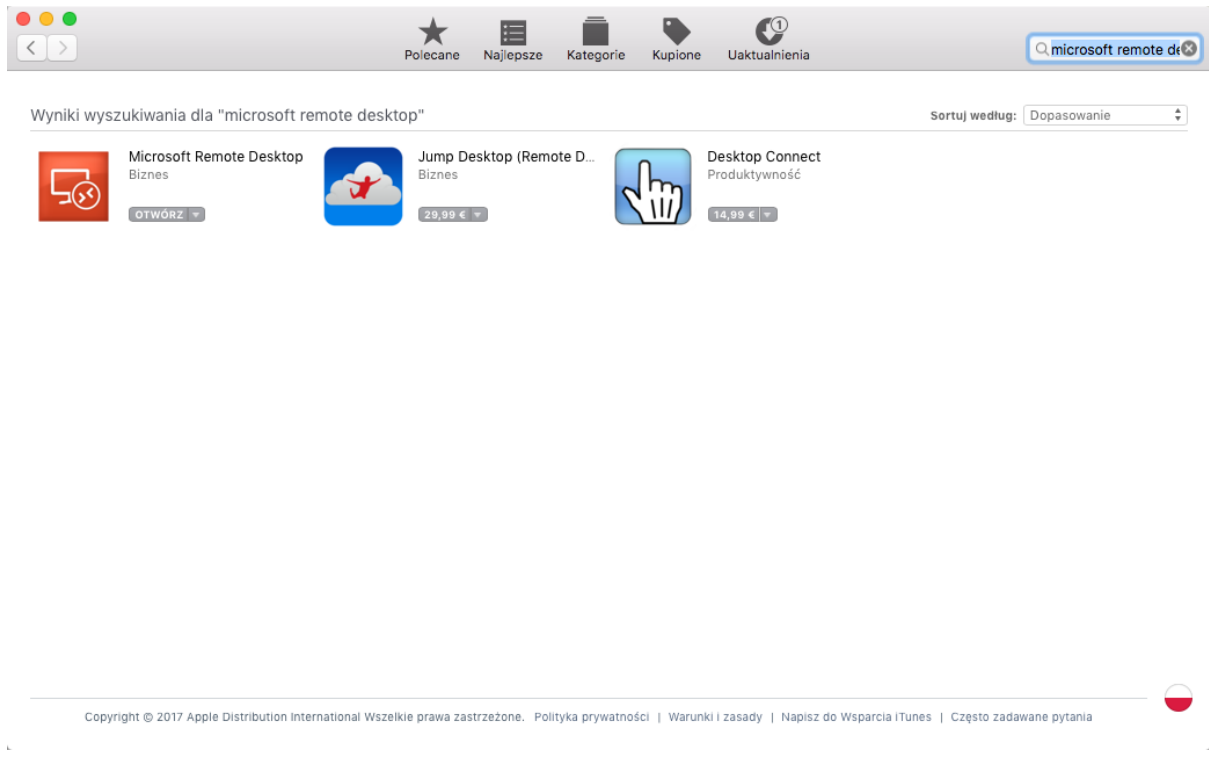 1
Polecane Najlepsze Kategorie Kupione Uaktualnienia
microsoft remote de
Wyniki wyszukiwania dla "microsoft remote desktop"
Sortuj według: Dopasowanie
Microsoft Remote Desktop
Biznes
OTWÓRZ
Jump Desktop (Remote D...
Biznes
29,99 €
Desktop Connect
Produktywność
14,99 €
Copyright © 2017 Apple Distribution International Wszelkie prawa zastrzeżone. Polityka prywatności | Warunki i zasady | Napisz do Wsparcia iTunes | Często zadawane pytania